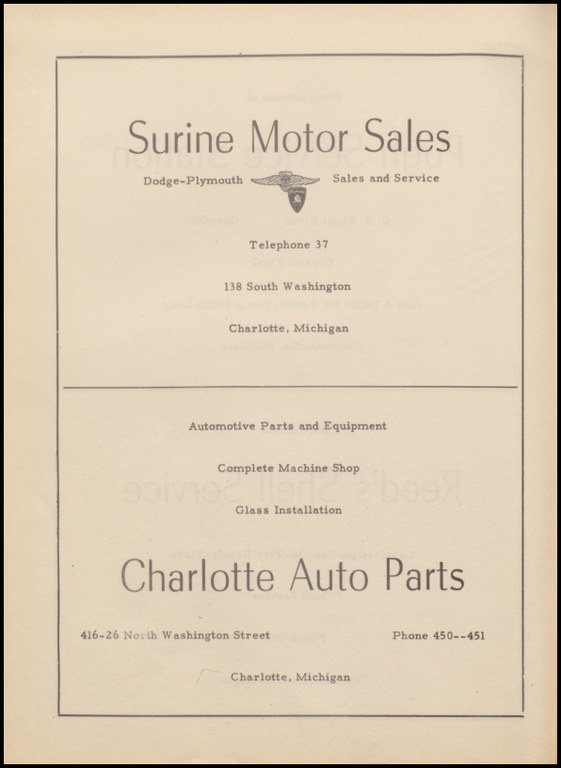 Surine Motor Sales
Dodge-Plymouth Sales and Service
Telephone 37
138 South Washington
Charlotte, Michigan
Automotive Parts and Equipment
Complete Machine Shop
Glass Installation
Charlotte Auto Parts
416-26 North Washington Street Phone 450--451
Charlotte, Michigan